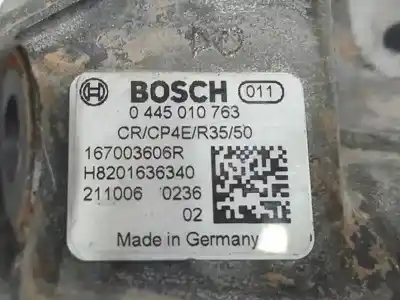 BOSCH 011
0 445 010 763
CR/CP4E/R35/50
167003606R
H8201636340
211006 0236
02
Made in Germany